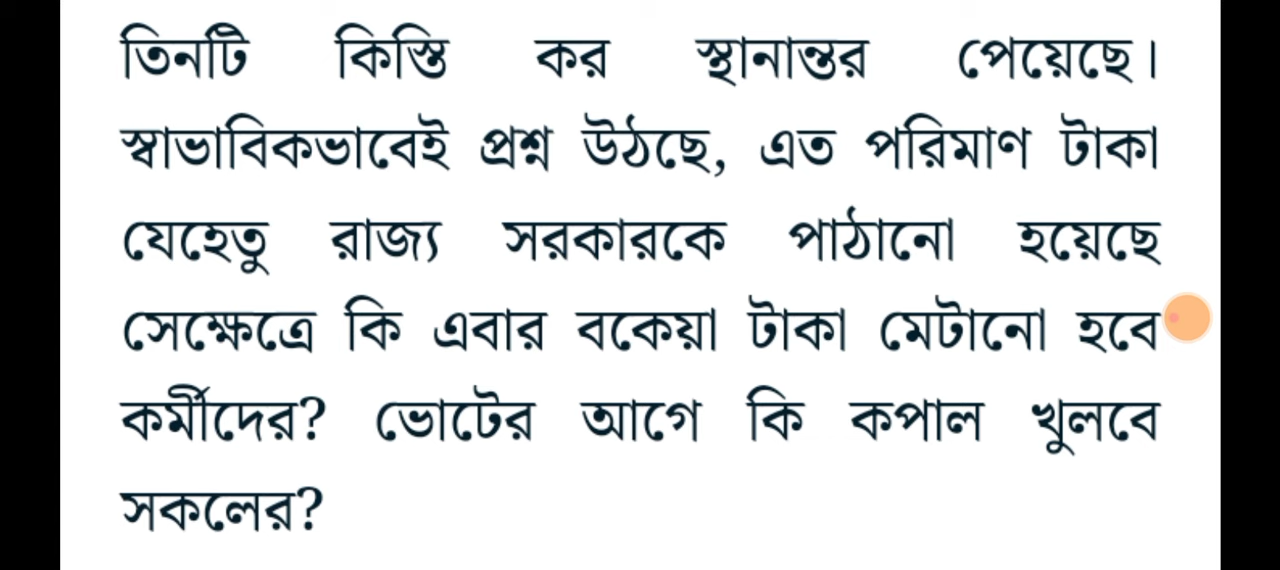 তিনটি কিস্তি কর স্থানান্তর পেয়েছে।
স্বাভাবিকভাবেই প্রশ্ন উঠছে, এত পরিমাণ টাকা
যেহেতু রাজ্য সরকারকে পাঠানো হয়েছে
সেক্ষেত্রে কি এবার বকেয়া টাকা মেটানো হবে
কর্মীদের? ভোটের আগে কি কপাল খুলবে
সকলের?